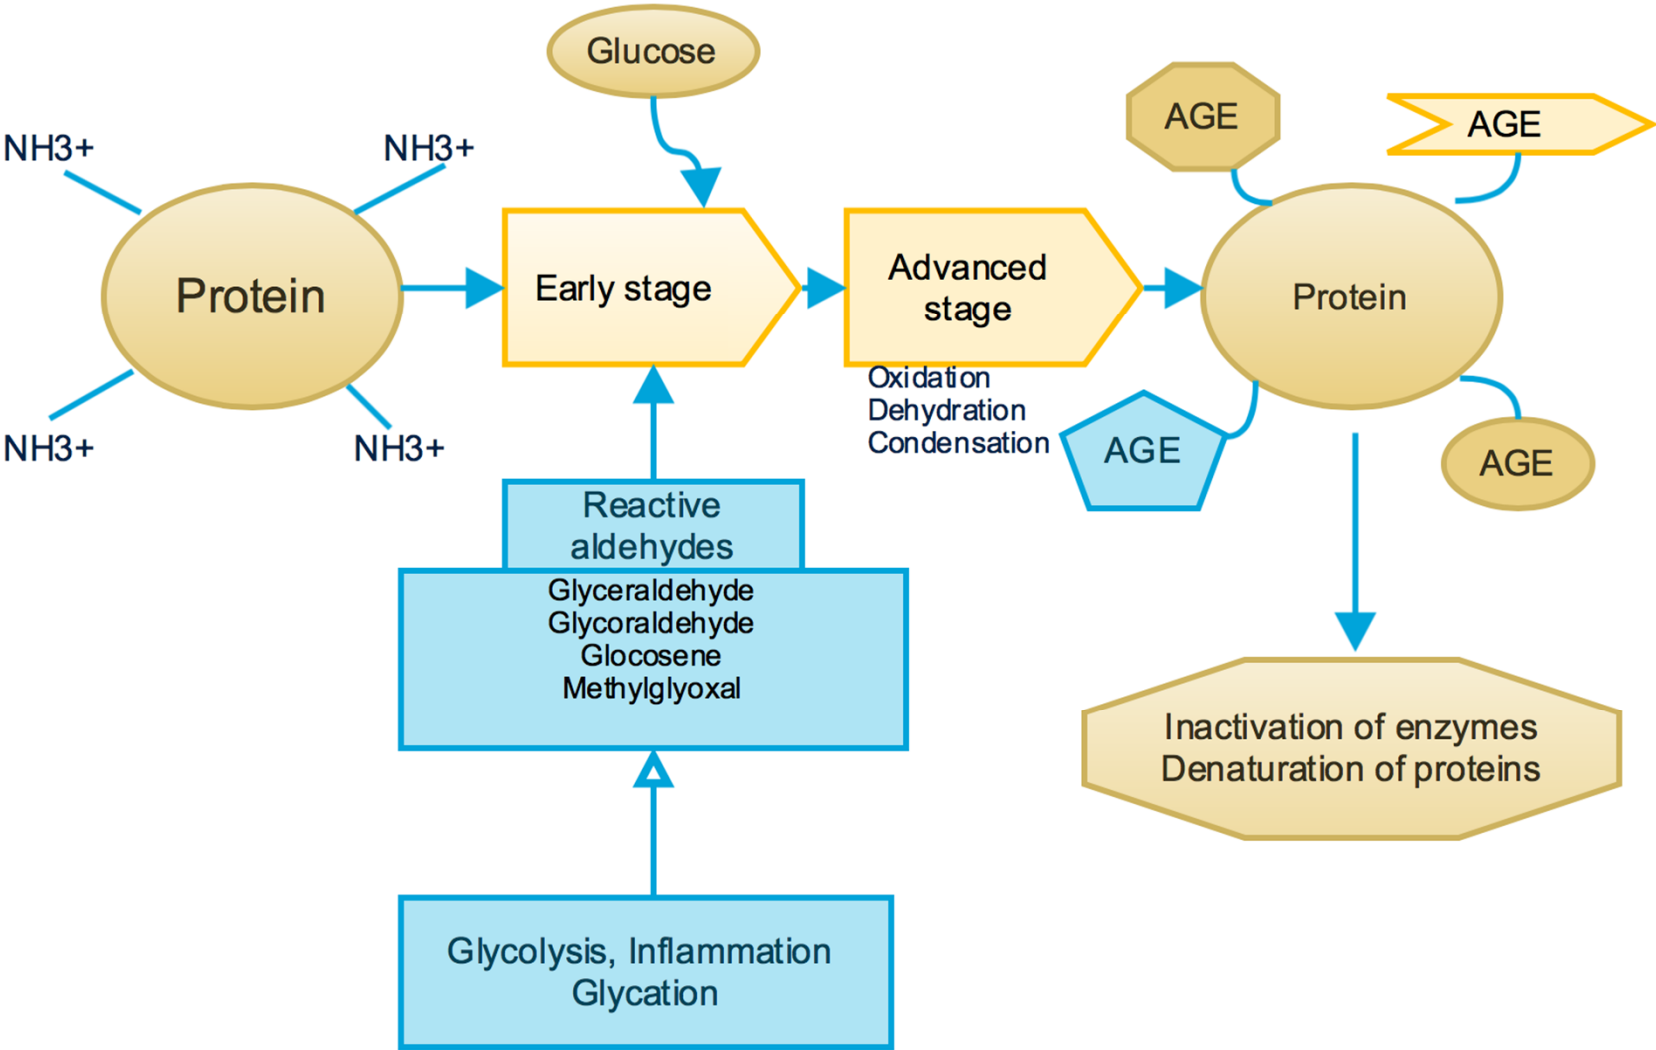 Glucose
NH3+
NH3+
Protein
NH3+
NH3+
Early stage
Advanced
stage
Oxidation
Dehydration
Condensation
AGE
AGE
Protein
AGE
AGE
Reactive
aldehydes
Glyceraldehyde
Glycoraldehyde
Glocosene
Methylglyoxal
Inactivation of enzymes
Denaturation of proteins
Glycolysis, Inflammation
Glycation